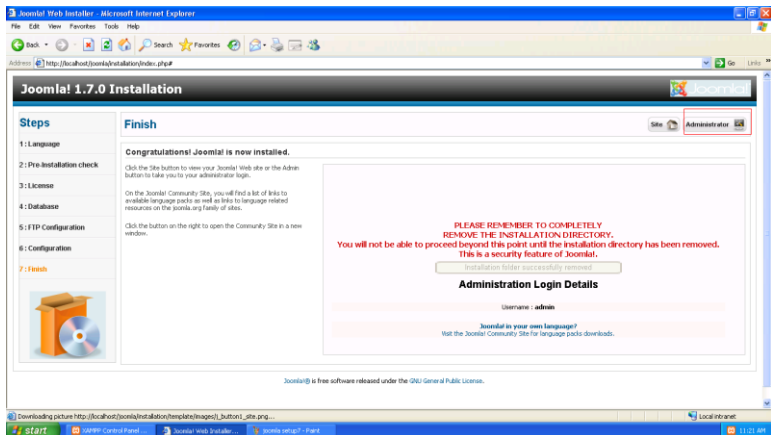 Joomla! Web Installer - Microsoft Internet Explorer
File Edit View Favorites Tools Help
Back Search Favorites
Address http://localhost/joomla/installation/index.php# Go Links
Joomla! 1.7.0 Installation Joomla!
Steps
1 : Language
2 : Pre-Installation check
3 : License
4 : Database
5 : FTP Configuration
6 : Configuration
7 : Finish
Finish
Site Administrator
Congratulations! Joomla! is now installed.
Click the Site button to view your Joomla! Web site or the Admin
button to take you to your administrator login.
On the Joomla! Community Site, you will find a list of links to
available language packs as well as links to language related
resources on the joomla.org family of sites.
Click the button on the right to open the Community Site in a new
window.
PLEASE REMEMBER TO COMPLETELY
REMOVE THE INSTALLATION DIRECTORY.
You will not be able to proceed beyond this point until the installation directory has been removed.
This is a security feature of Joomla!.
Installation folder successfully removed
Administration Login Details
Username : admin
Joomla! in your own language?
Visit the Joomla! Community Site for language packs downloads.
Joomla!® is free software released under the GNU General Public License.
Downloading picture http://localhost/joomla/installation/template/images/j_button1_site.png... Local intranet
start XAMPP Control Panel ... Joomla! Web Installer... joomla setup7 - Paint 11:21 AM